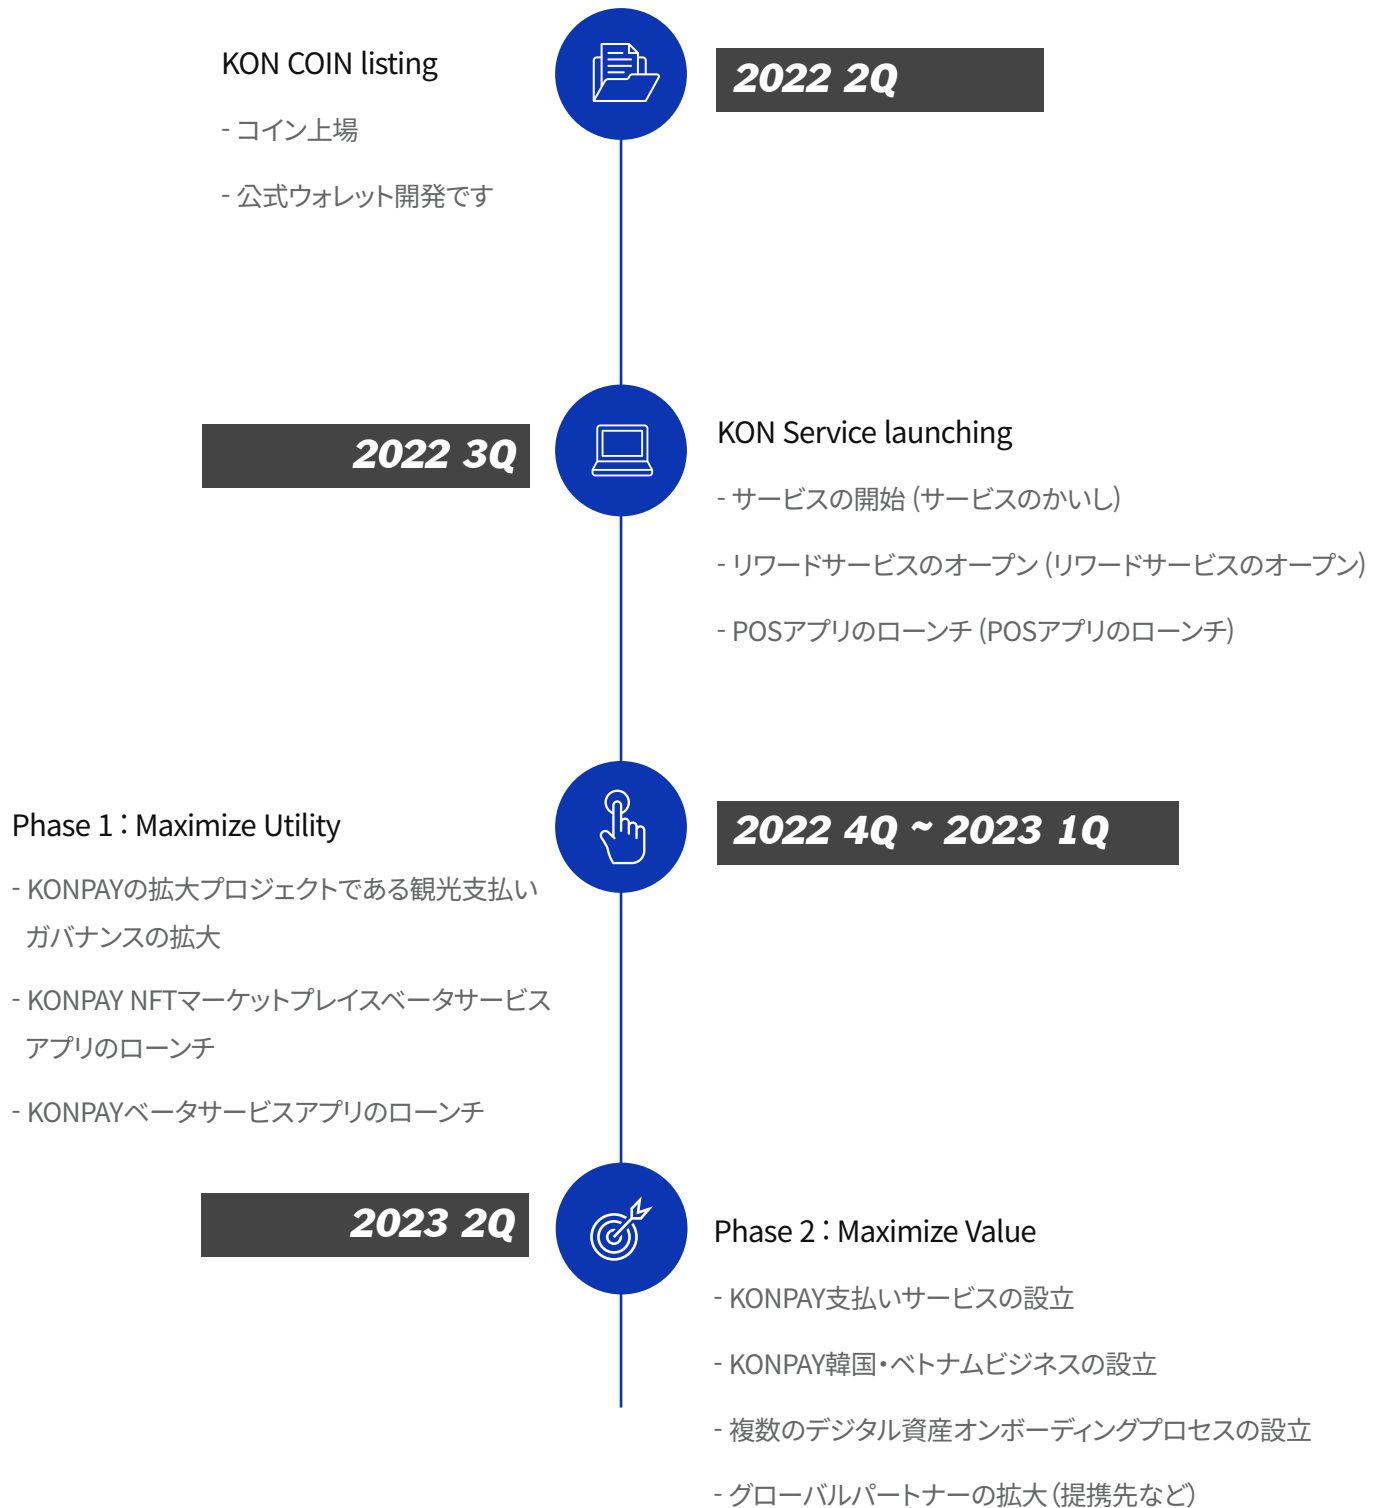 KON COIN listing
- コイン上場
- 公式ウォレット開発です
2022 2Q
2022 3Q
KON Service launching
- サービスの開始 (サービスのかいし)
- リワードサービスのオープン (リワードサービスのオープン)
- POSアプリのローンチ (POSアプリのローンチ)
Phase 1 : Maximize Utility
- KONPAYの拡大プロジェクトである観光支払い
ガバナンスの拡大
- KONPAY NFTマーケットプレイスベータサービス
アプリのローンチ
- KONPAYベータサービスアプリのローンチ
2022 4Q ~ 2023 1Q
2023 2Q
Phase 2 : Maximize Value
- KONPAY支払いサービスの設立
- KONPAY韓国・ベトナムビジネスの設立
- 複数のデジタル資産オンボーディングプロセスの設立
- グローバルパートナーの拡大 (提携先など)